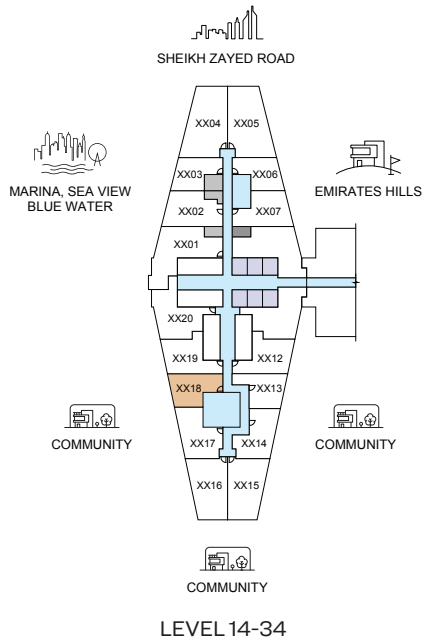 SHEIKH ZAYED ROAD
XX04 XX05
XX03 XX06
MARINA, SEA VIEW
BLUE WATER
EMIRATES HILLS
XX02 XX07
XX01
XX20
XX19 XX12
XX18 XX13
COMMUNITY
COMMUNITY
XX17 XX14
XX16 XX15
COMMUNITY
LEVEL 14-34